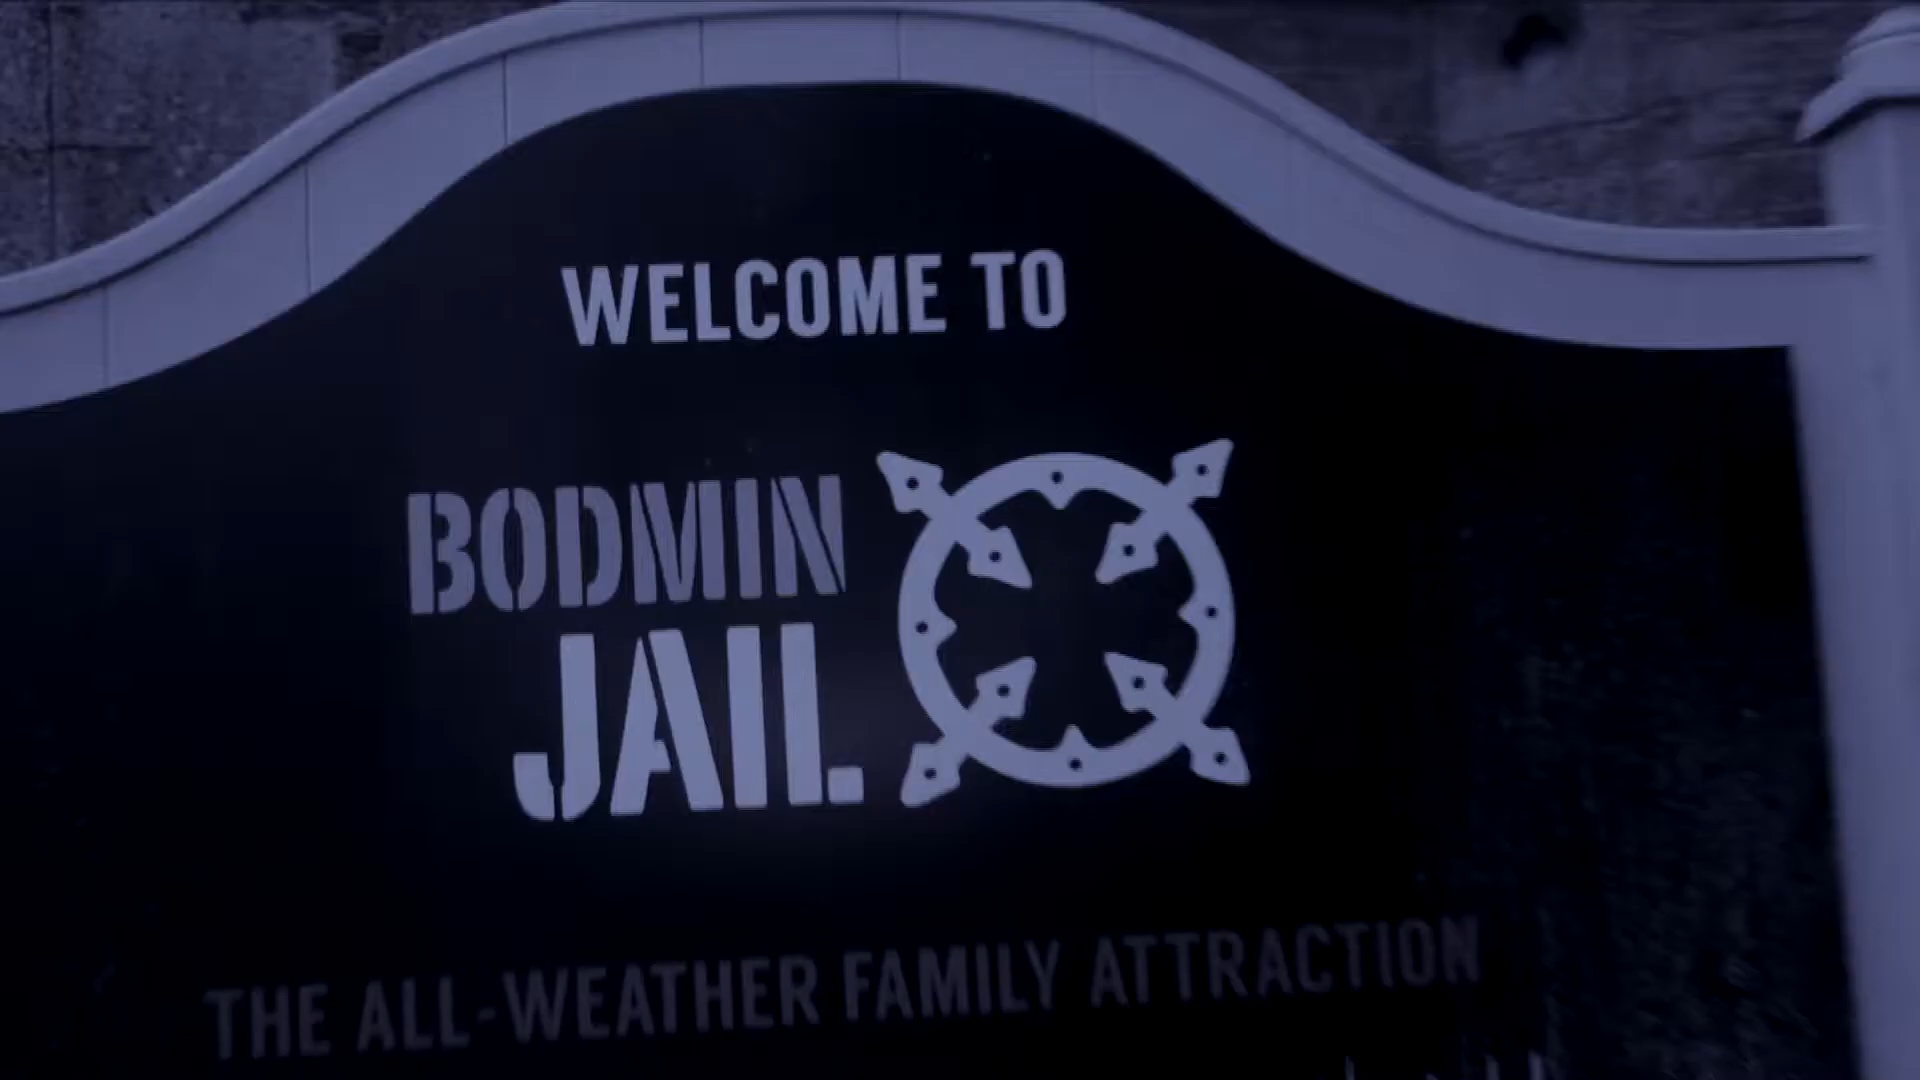 WELCOME TO
BODMIN
JAIL
THE ALL-WEATHER FAMILY ATTRACTION